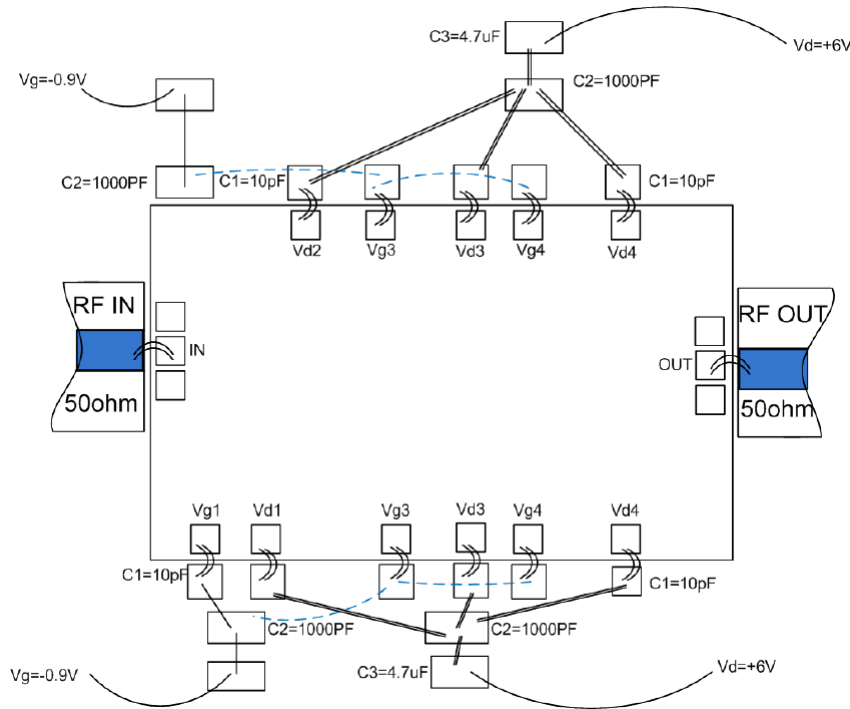 C3=4.7uF
Vd=+6V
Vg=-0.9V
C2=1000PF
C2=1000PF
C1=10pF
C1=10pF
Vd2
Vg3
Vd3
Vg4
Vd4
RF IN
RF OUT
IN
OUT
50ohm
50ohm
Vg1
Vd1
Vg3
Vd3
Vg4
Vd4
C1=10pF
C1=10pF
C2=1000PF
C2=1000PF
Vg=-0.9V
C3=4.7uF
Vd=+6V